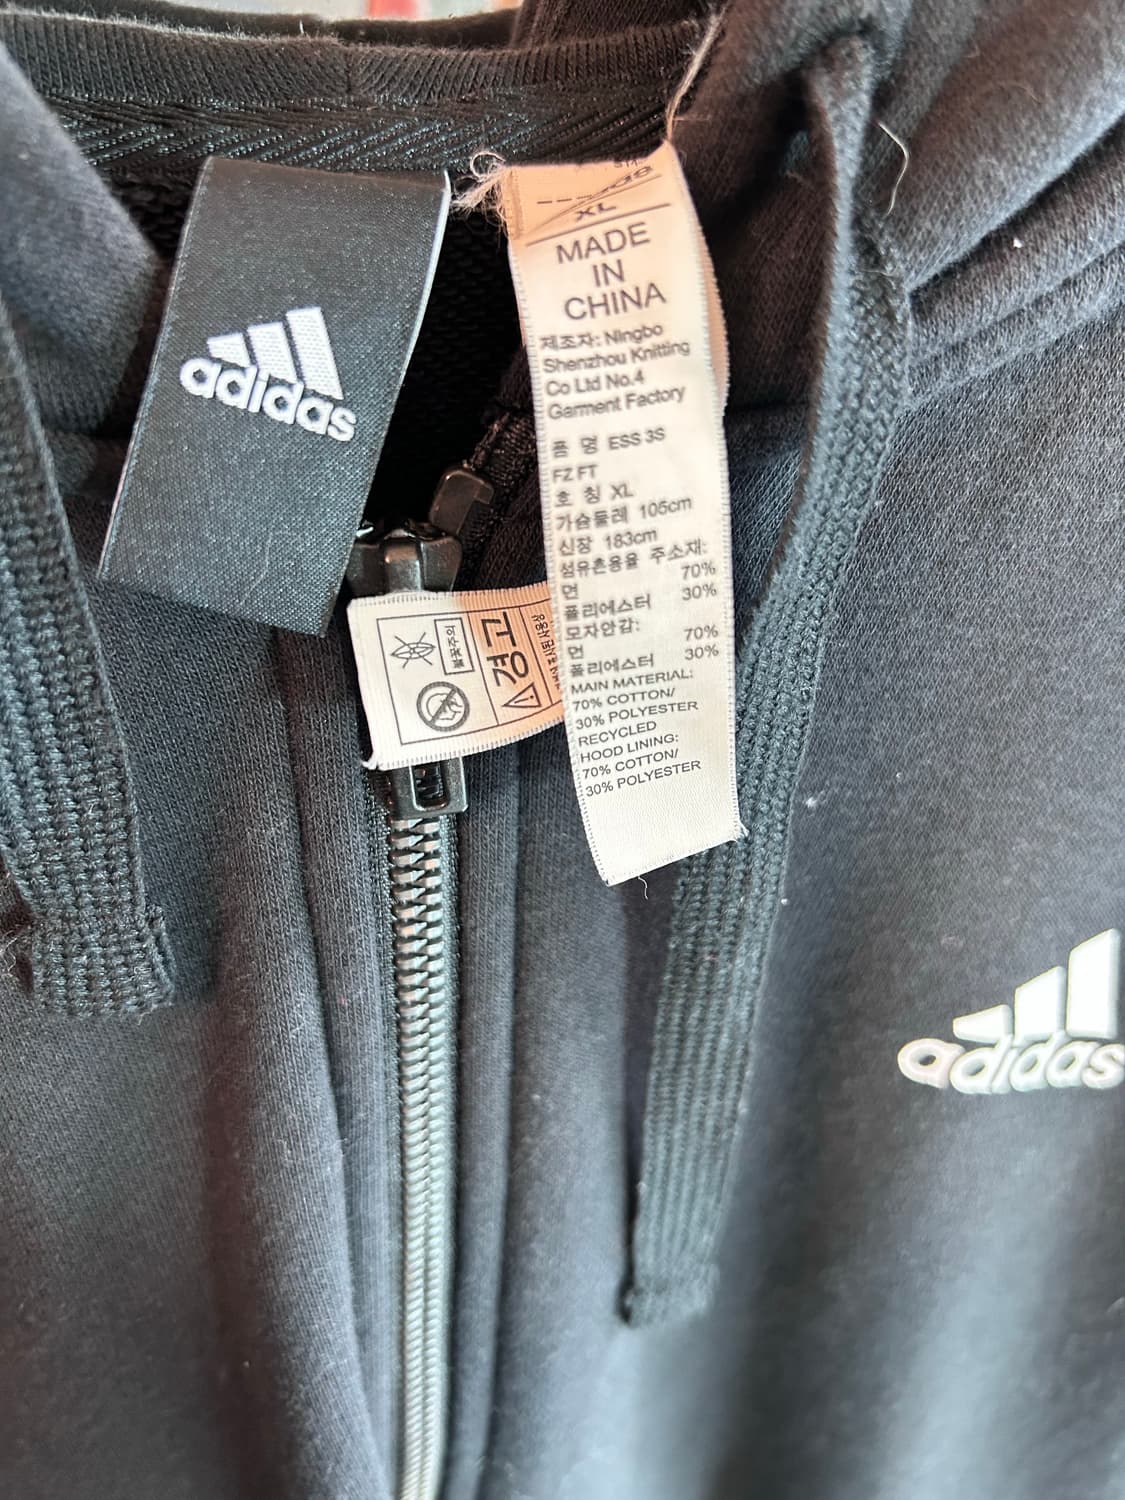 adidas
XL
MADE
IN
CHINA
제조자: Ningbo
Shenzhou Knitting
Co Ltd No.4
Garment Factory
품 명 ESS 3S
FZ FT
호 칭 XL
가슴둘레 105cm
신장 183cm
섬유혼용율 주소재:
면 70%
폴리에스터 30%
모자안감:
면 70%
폴리에스터 30%
MAIN MATERIAL:
70% COTTON/
30% POLYESTER
RECYCLED
HOOD LINING:
70% COTTON/
30% POLYESTER
경고
adidas